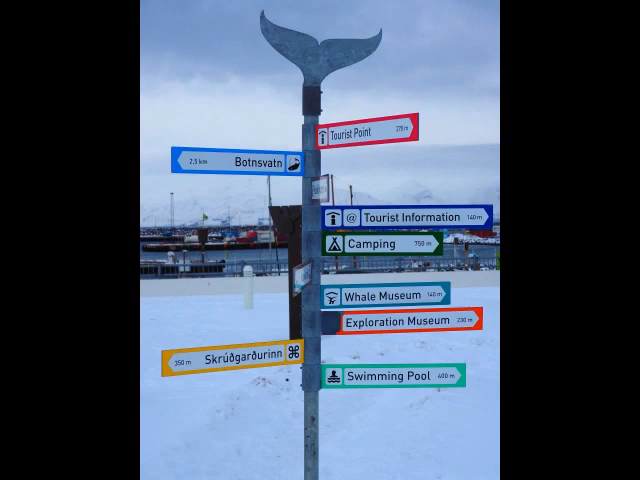 Tourist Point 370 m
2,5 km Botnsvatn
@ Tourist Information 140 m
Camping 750 m
Whale Museum 140 m
Exploration Museum 230 m
350 m Skrúðgarðurinn
Swimming Pool 400 m